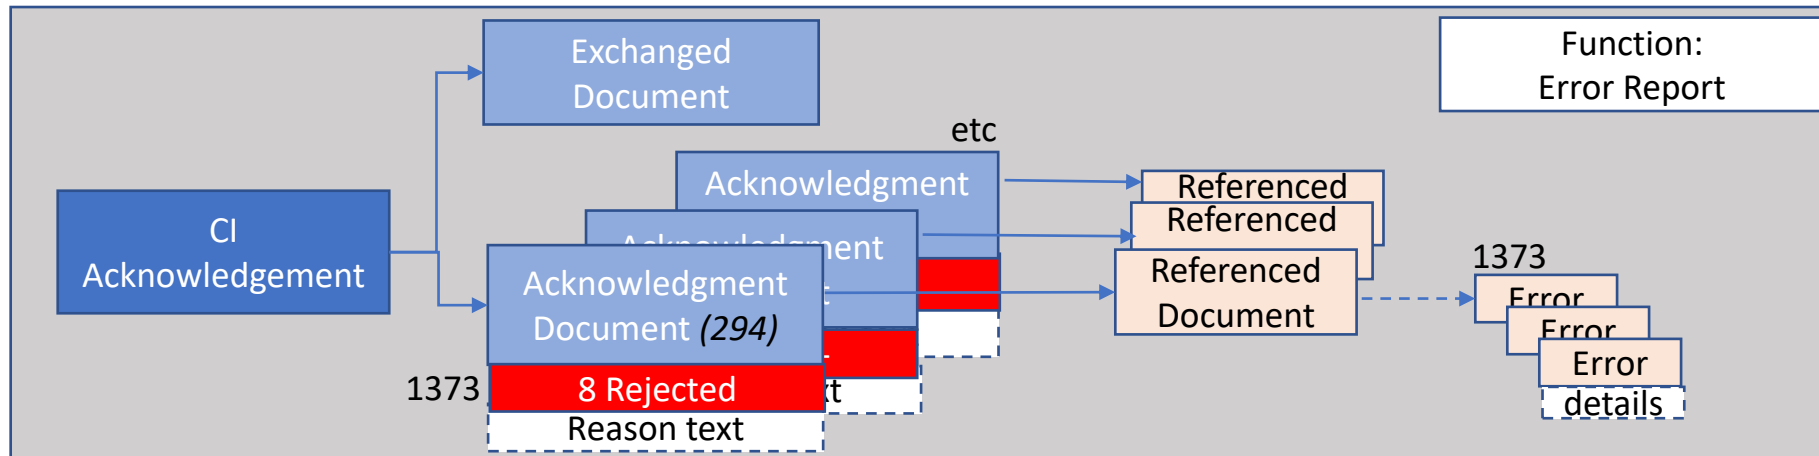 Exchanged
Document
Function:
Error Report
etc
Acknowledgment
Referenced
Referenced
CI
Acknowledgement
Acknowledgment
Document (294)
Referenced
Document
1373
Error
Error
Error
details
1373
8 Rejected
Reason text